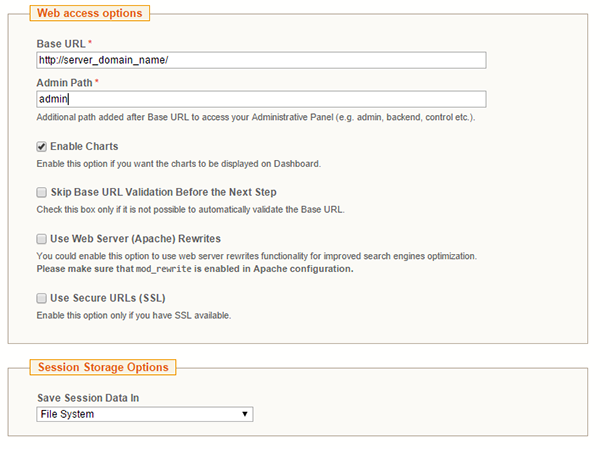 Web access options
Base URL *
http://server_domain_name/
Admin Path *
admin
Additional path added after Base URL to access your Administrative Panel (e.g. admin, backend, control etc.).
Enable Charts
Enable this option if you want the charts to be displayed on Dashboard.
Skip Base URL Validation Before the Next Step
Check this box only if it is not possible to automatically validate the Base URL.
Use Web Server (Apache) Rewrites
You could enable this option to use web server rewrites functionality for improved search engines optimization.
Please make sure that mod_rewrite is enabled in Apache configuration.
Use Secure URLs (SSL)
Enable this option only if you have SSL available.
Session Storage Options
Save Session Data In
File System